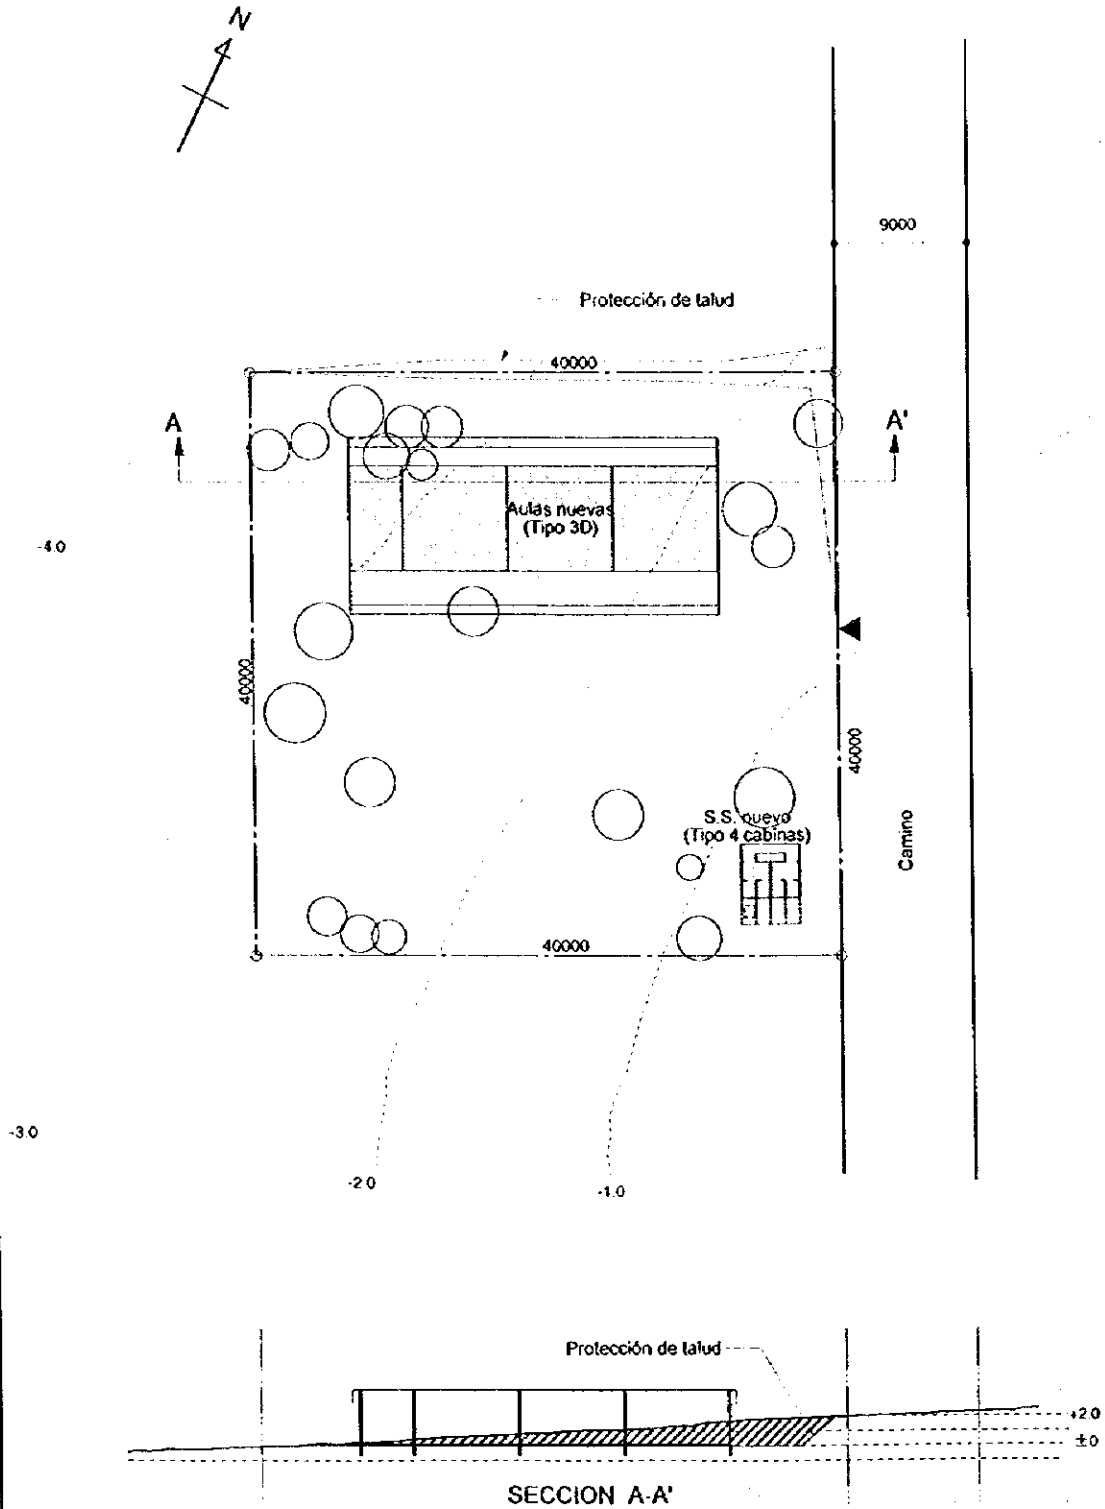 N
9000
Protección de talud
40000
A
A'
Aulas nuevas
(Tipo 3D)
-4.0
40000
40000
S.S. nuevo
(Tipo 4 cabinas)
Camino
40000
-3.0
-2.0
-1.0
Protección de talud
+2.0
±0
SECCION A-A'